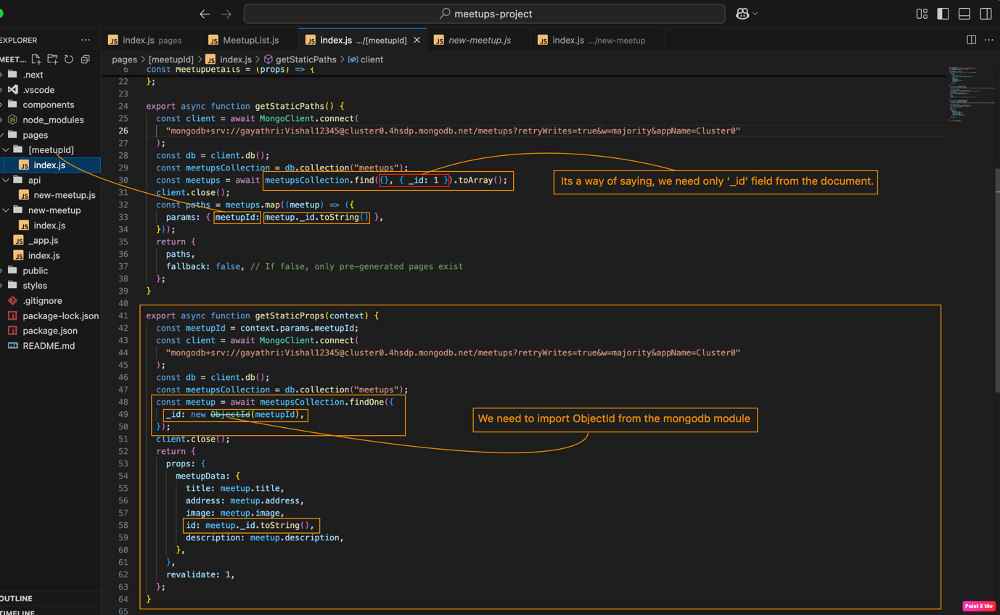 meetups-project
EXPLORER
index.js pages
MeetupList.js
index.js .../[meetupId]
new-meetup.js
index.js .../new-meetup
MEET...
pages > [meetupId] > index.js > getStaticPaths > client
.next
.vscode
components
node_modules
pages
[meetupId]
index.js
api
new-meetup.js
new-meetup
index.js
_app.js
index.js
public
styles
.gitignore
package-lock.json
package.json
README.md
OUTLINE
TIMELINE
6 const MeetupDetails = (props) => {
22 };
23
24 export async function getStaticPaths() {
25 const client = await MongoClient.connect(
26 "mongodb+srv://gayathri:Vishal12345@cluster0.4hsdp.mongodb.net/meetups?retryWrites=true&w=majority&appName=Cluster0"
27 );
28 const db = client.db();
29 const meetupsCollection = db.collection("meetups");
30 const meetups = await meetupsCollection.find({}, { _id: 1 }).toArray();
Its a way of saying, we need only ‘_id’ field from the document.
31 client.close();
32 const paths = meetups.map((meetup) => ({
33 params: { meetupId: meetup._id.toString() },
34 }));
35 return {
36 paths,
37 fallback: false, // If false, only pre-generated pages exist
38 };
39 }
40
41 export async function getStaticProps(context) {
42 const meetupId = context.params.meetupId;
43 const client = await MongoClient.connect(
44 "mongodb+srv://gayathri:Vishal12345@cluster0.4hsdp.mongodb.net/meetups?retryWrites=true&w=majority&appName=Cluster0"
45 );
46 const db = client.db();
47 const meetupsCollection = db.collection("meetups");
48 const meetup = await meetupsCollection.findOne({
49 _id: new ObjectId(meetupId),
We need to import ObjectId from the mongodb module
50 });
51 client.close();
52 return {
53 props: {
54 meetupData: {
55 title: meetup.title,
56 address: meetup.address,
57 image: meetup.image,
58 id: meetup._id.toString(),
59 description: meetup.description,
60 },
61 },
62 revalidate: 1,
63 };
64 }
65
Paint X Lite